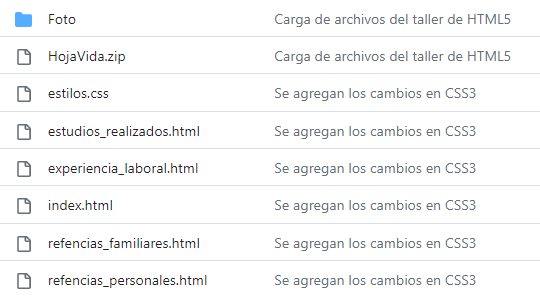 Foto Carga de archivos del taller de HTML5
HojaVida.zip Carga de archivos del taller de HTML5
estilos.css Se agregan los cambios en CSS3
estudios_realizados.html Se agregan los cambios en CSS3
experiencia_laboral.html Se agregan los cambios en CSS3
index.html Se agregan los cambios en CSS3
refencias_familiares.html Se agregan los cambios en CSS3
refencias_personales.html Se agregan los cambios en CSS3